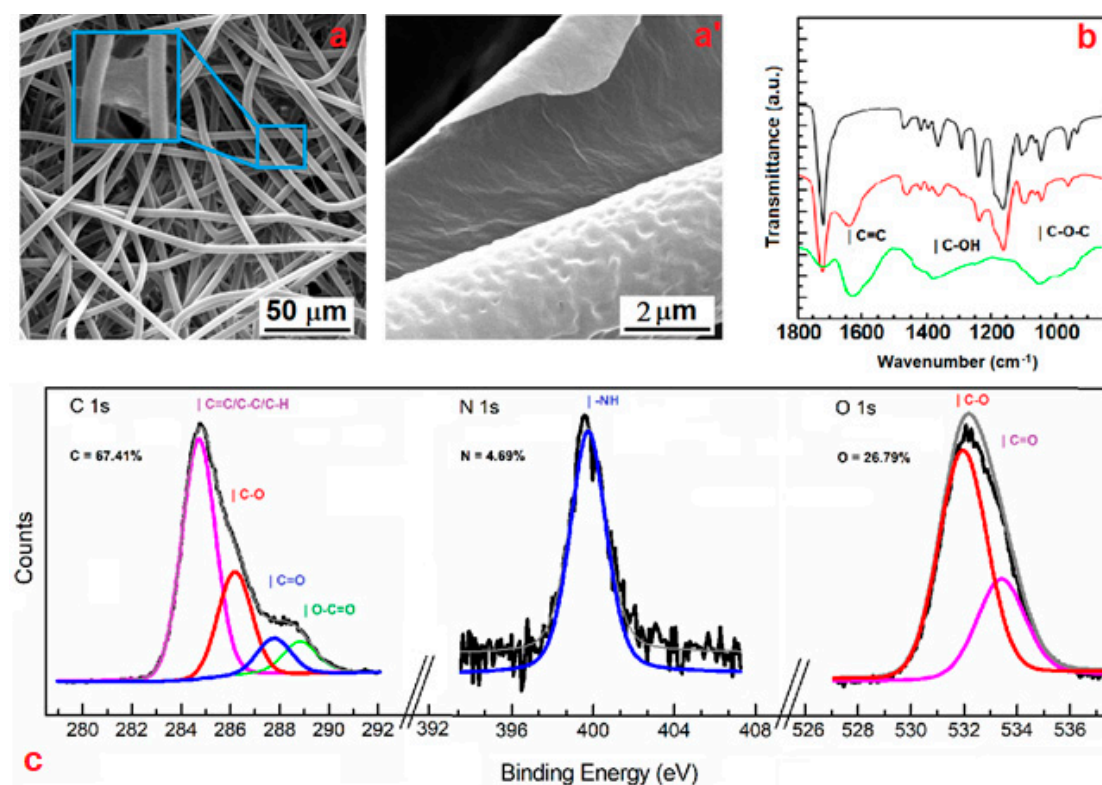 a
50 μm
a'
2 μm
b
Transmittance (a.u.)
| C=C
| C-OH
| C-O-C
1800 1600 1400 1200 1000
Wavenumber (cm⁻¹)
C 1s
| C=C/C-C/C-H
C = 67.41%
| C-O
| C=O
| O-C=O
N 1s
| -NH
N = 4.69%
O 1s
| C-O
| C=O
O = 26.79%
Counts
280 282 284 286 288 290 292 392 396 400 404 408 526 528 530 532 534 536
c
Binding Energy (eV)